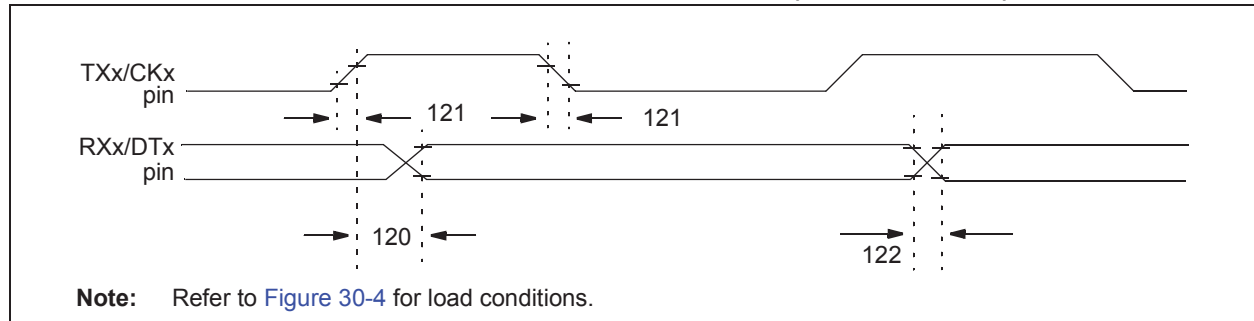 TXx/CKx
pin
121
121
RXx/DTx
pin
120
122
Note: Refer to Figure 30-4 for load conditions.